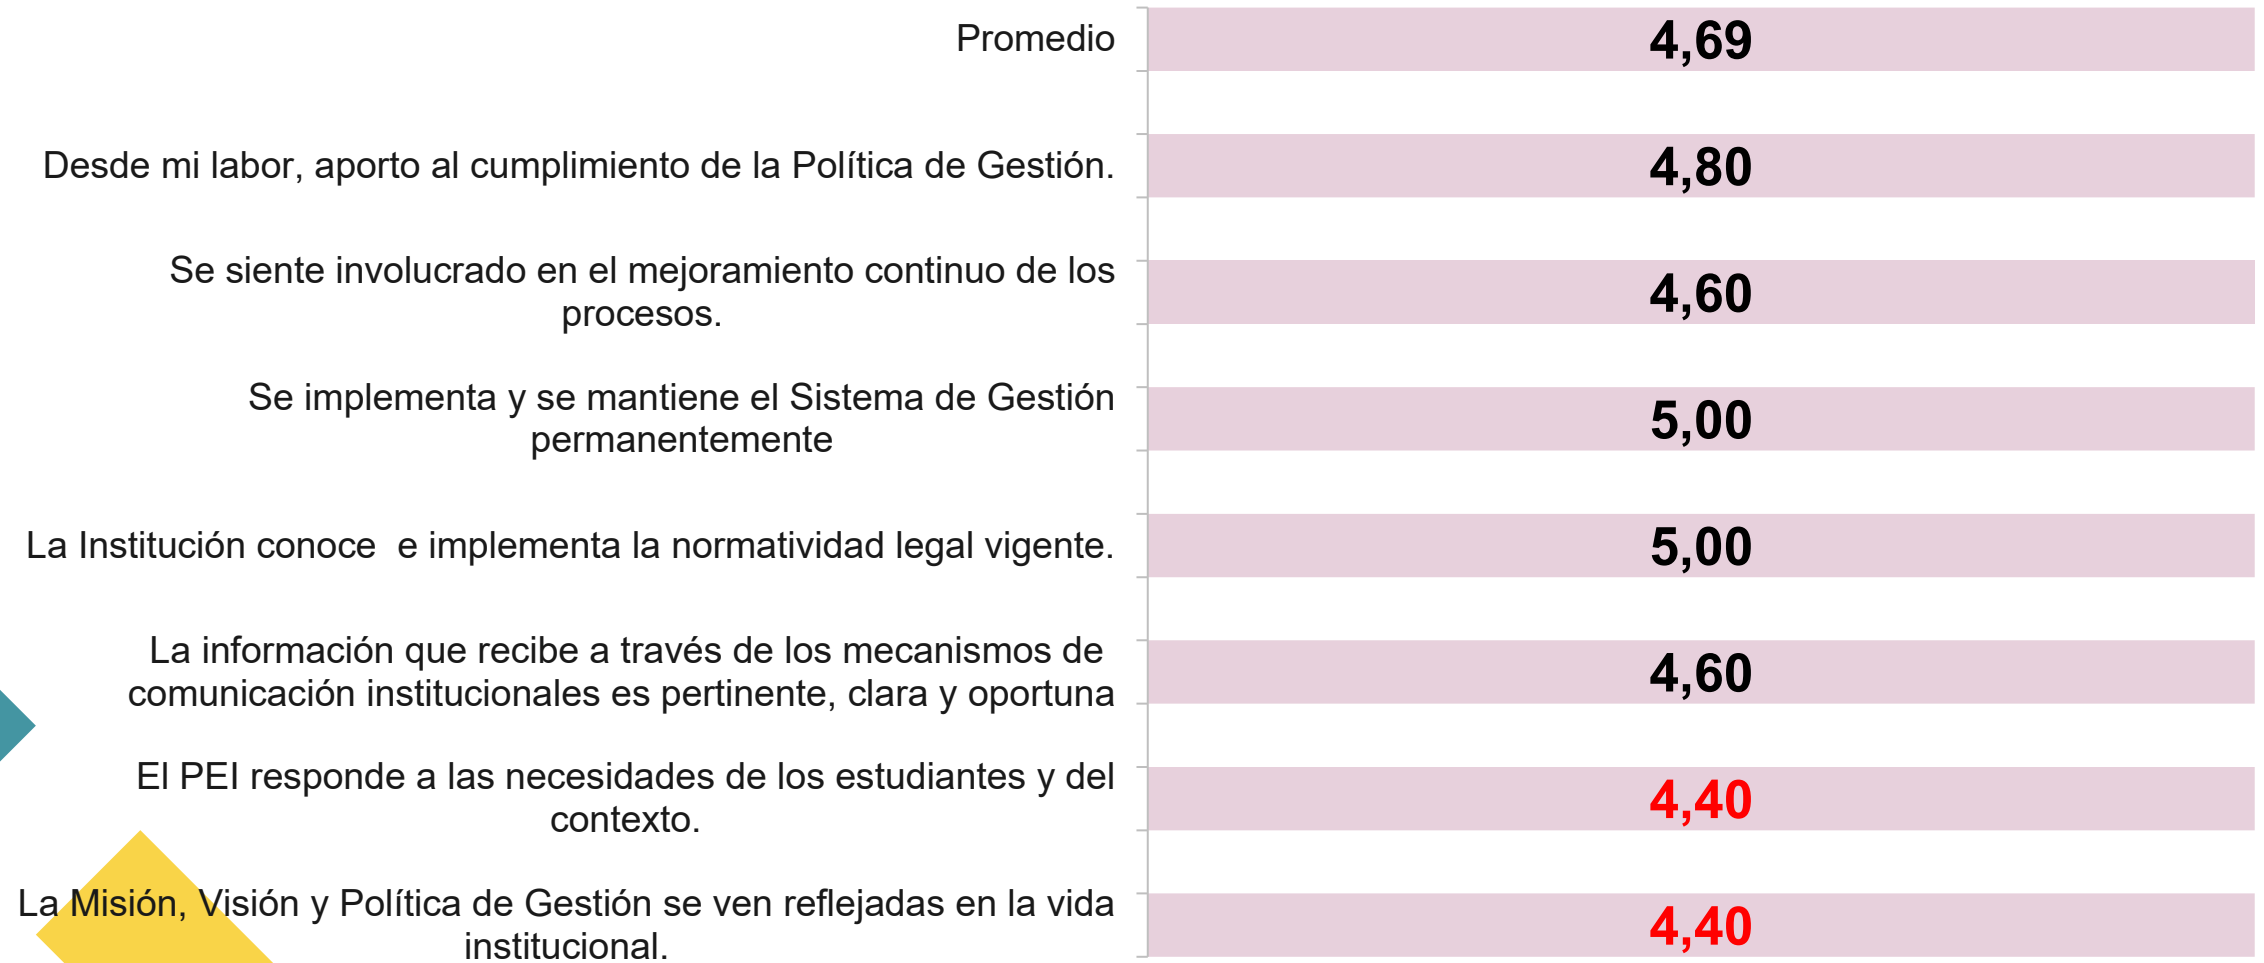 Promedio
4,69
Desde mi labor, aporto al cumplimiento de la Política de Gestión.
4,80
Se siente involucrado en el mejoramiento continuo de los
procesos.
4,60
Se implementa y se mantiene el Sistema de Gestión
permanentemente
5,00
La Institución conoce  e implementa la normatividad legal vigente.
5,00
La información que recibe a través de los mecanismos de
comunicación institucionales es pertinente, clara y oportuna
4,60
El PEI responde a las necesidades de los estudiantes y del
contexto.
4,40
La Misión, Visión y Política de Gestión se ven reflejadas en la vida
institucional.
4,40